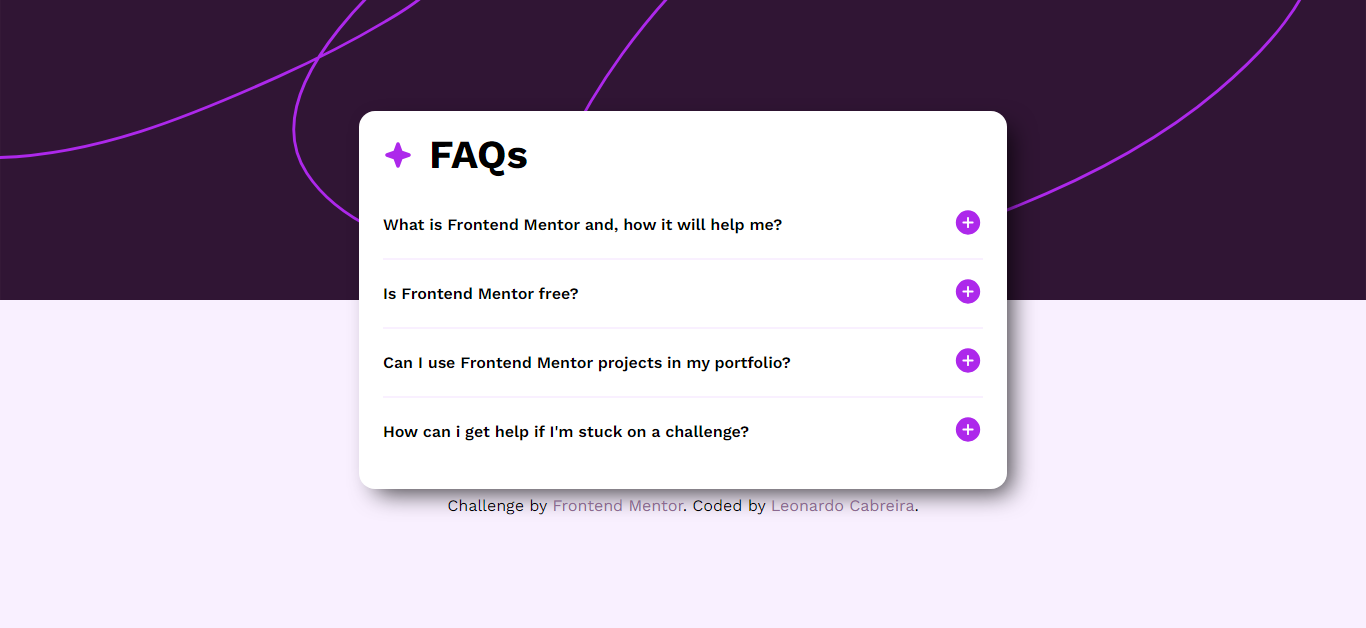 FAQs
What is Frontend Mentor and, how it will help me?
Is Frontend Mentor free?
Can I use Frontend Mentor projects in my portfolio?
How can i get help if I'm stuck on a challenge?
Challenge by Frontend Mentor. Coded by Leonardo Cabreira.